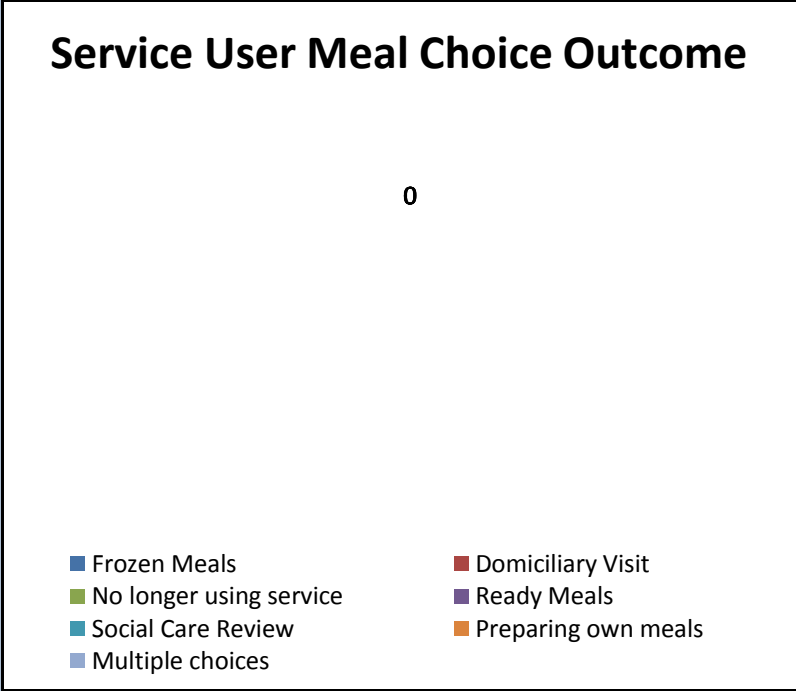 Service User Meal Choice Outcome
0
Frozen Meals
Domiciliary Visit
No longer using service
Ready Meals
Social Care Review
Preparing own meals
Multiple choices